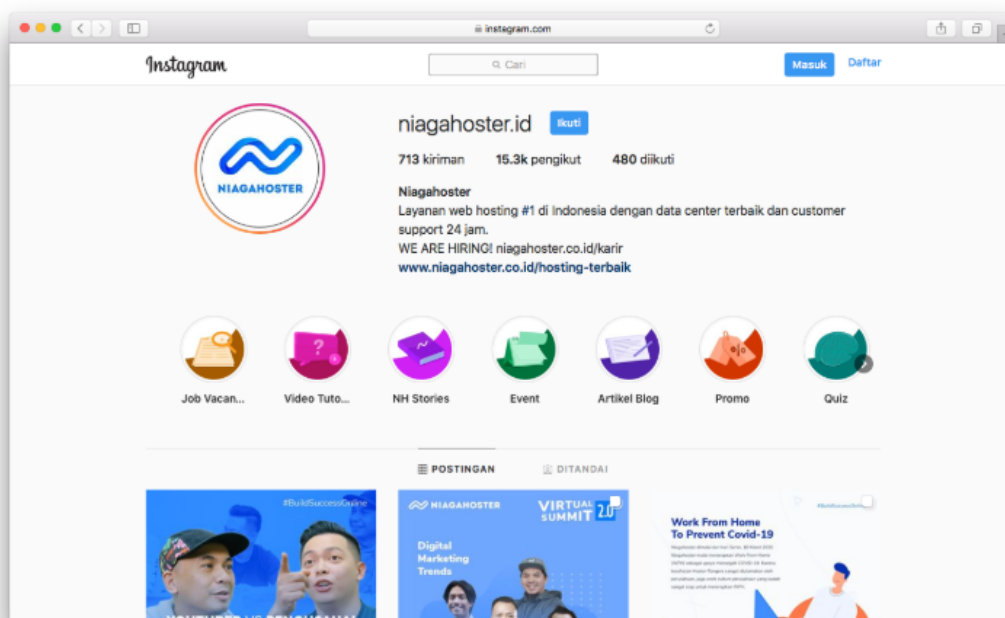 instagram.com
Instagram
Cari
Masuk
Daftar
NIAGAHOSTER
niagahoster.id
Ikuti
713 kiriman 15.3k pengikut 480 diikuti
Niagahoster
Layanan web hosting #1 di Indonesia dengan data center terbaik dan customer
support 24 jam.
WE ARE HIRING! niagahoster.co.id/karir
www.niagahoster.co.id/hosting-terbaik
Job Vacan...
Video Tuto...
NH Stories
Event
Artikel Blog
Promo
Quiz
POSTINGAN
DITANDAI
#BuildSuccessOnline
NIAGAHOSTER
VIRTUAL
SUMMIT 2.0
Digital
Marketing
Trends
Work From Home
To Prevent Covid-19